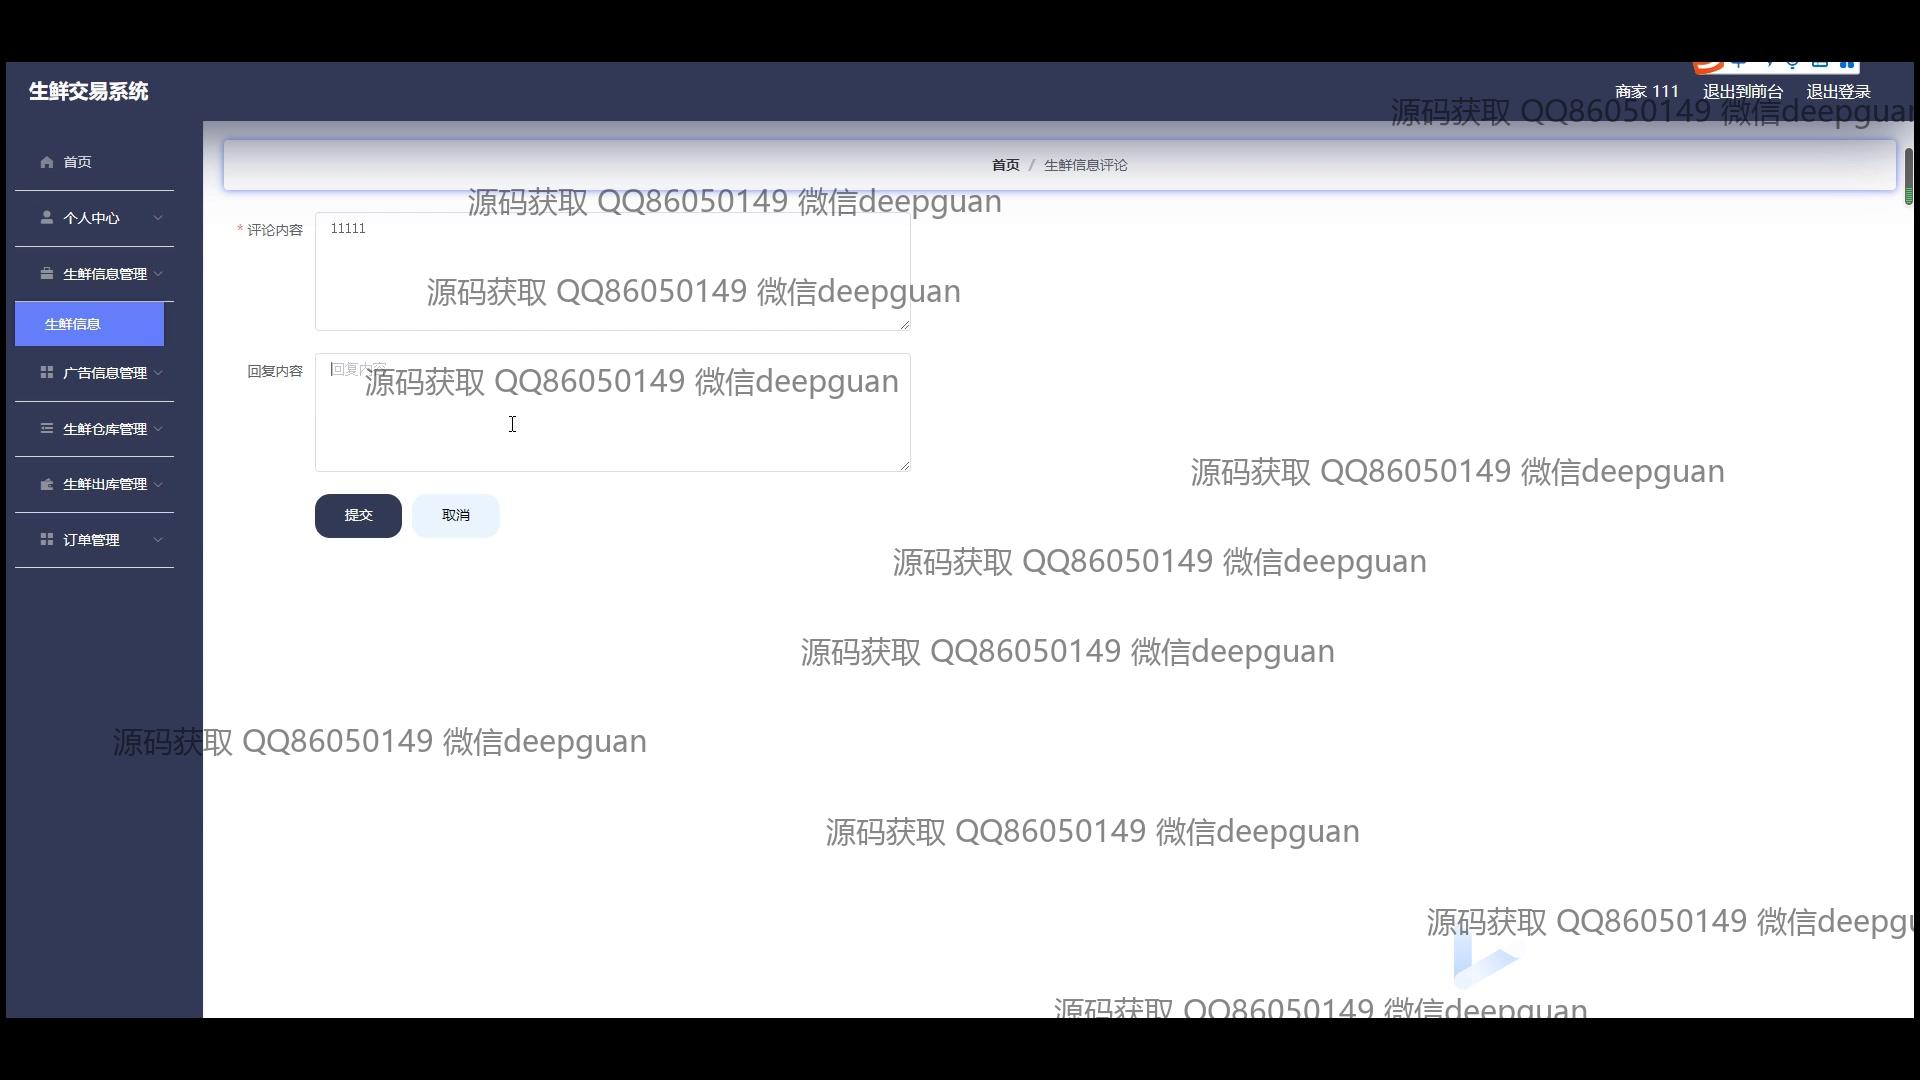 生鲜交易系统
商家 111 退出到前台 退出登录
源码获取 QQ86050149 微信deepguan
首页
首页 / 生鲜信息评论
源码获取 QQ86050149 微信deepguan
个人中心
* 评论内容 11111
生鲜信息管理
源码获取 QQ86050149 微信deepguan
生鲜信息
广告信息管理
回复内容 回复内容
源码获取 QQ86050149 微信deepguan
生鲜仓库管理
源码获取 QQ86050149 微信deepguan
生鲜出库管理
提交 取消
订单管理
源码获取 QQ86050149 微信deepguan
源码获取 QQ86050149 微信deepguan
源码获取 QQ86050149 微信deepguan
源码获取 QQ86050149 微信deepguan
源码获取 QQ86050149 微信deepgu
源码获取 QQ86050149 微信deepguan